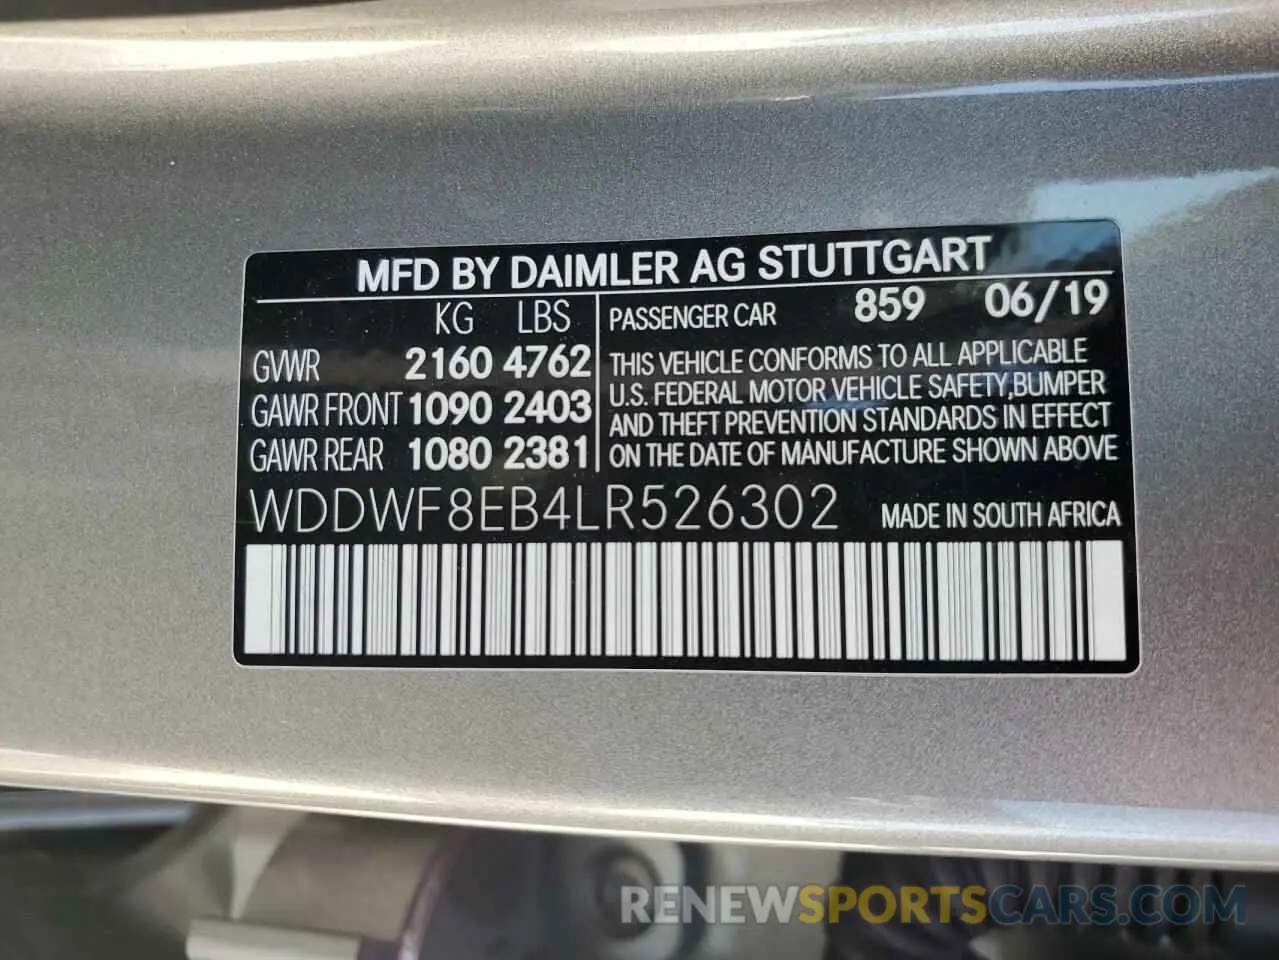 MFD BY DAIMLER AG STUTTGART
KG LBS
GVWR 2160 4762
GAWR FRONT 1090 2403
GAWR REAR 1080 2381
PASSENGER CAR 859 06/19
THIS VEHICLE CONFORMS TO ALL APPLICABLE
U.S. FEDERAL MOTOR VEHICLE SAFETY, BUMPER
AND THEFT PREVENTION STANDARDS IN EFFECT
ON THE DATE OF MANUFACTURE SHOWN ABOVE
WDDWF8EB4LR526302 MADE IN SOUTH AFRICA
RENEWSPORTSCARS.COM